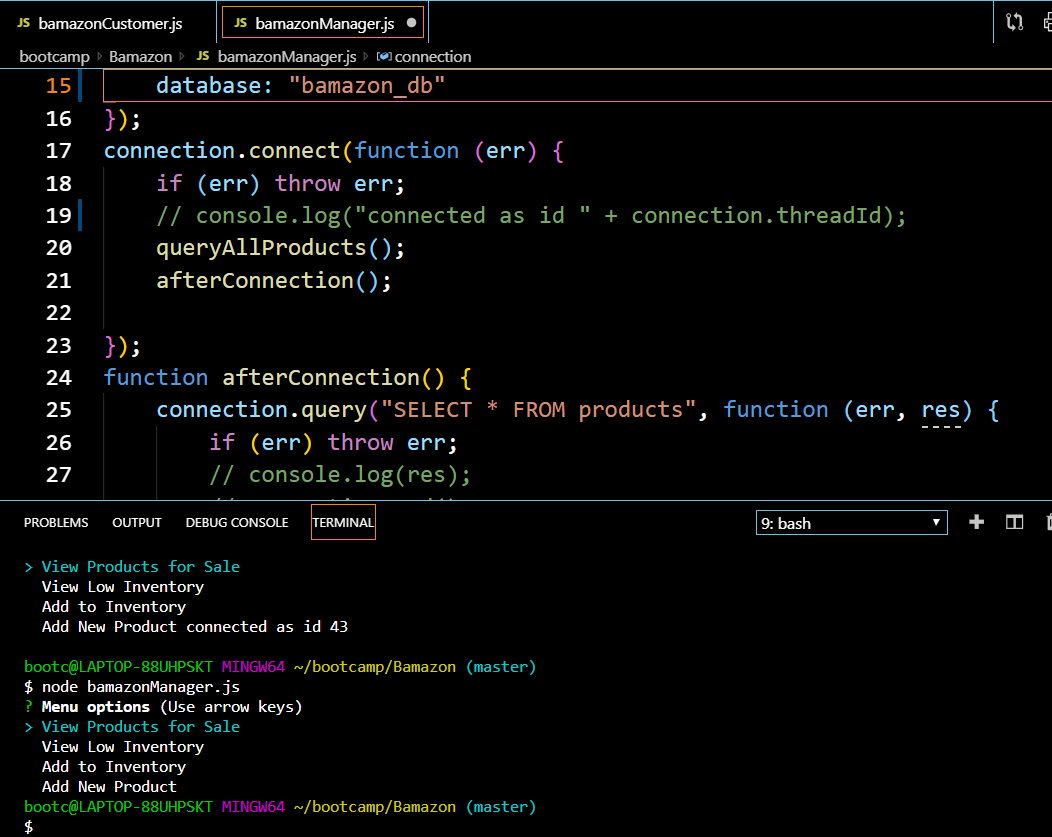 JS bamazonCustomer.js
JS bamazonManager.js
bootcamp Bamazon JS bamazonManager.js connection
15 database: "bamazon_db"
16 });
17 connection.connect(function (err) {
18 if (err) throw err;
19 // console.log("connected as id " + connection.threadId);
20 queryAllProducts();
21 afterConnection();
22
23 });
24 function afterConnection() {
25 connection.query("SELECT * FROM products", function (err, res) {
26 if (err) throw err;
27 // console.log(res);
PROBLEMS OUTPUT DEBUG CONSOLE TERMINAL 9: bash
> View Products for Sale
View Low Inventory
Add to Inventory
Add New Product connected as id 43
bootc@LAPTOP-88UHPSKT MINGW64 ~/bootcamp/Bamazon (master)
$ node bamazonManager.js
? Menu options (Use arrow keys)
> View Products for Sale
View Low Inventory
Add to Inventory
Add New Product
bootc@LAPTOP-88UHPSKT MINGW64 ~/bootcamp/Bamazon (master)
$